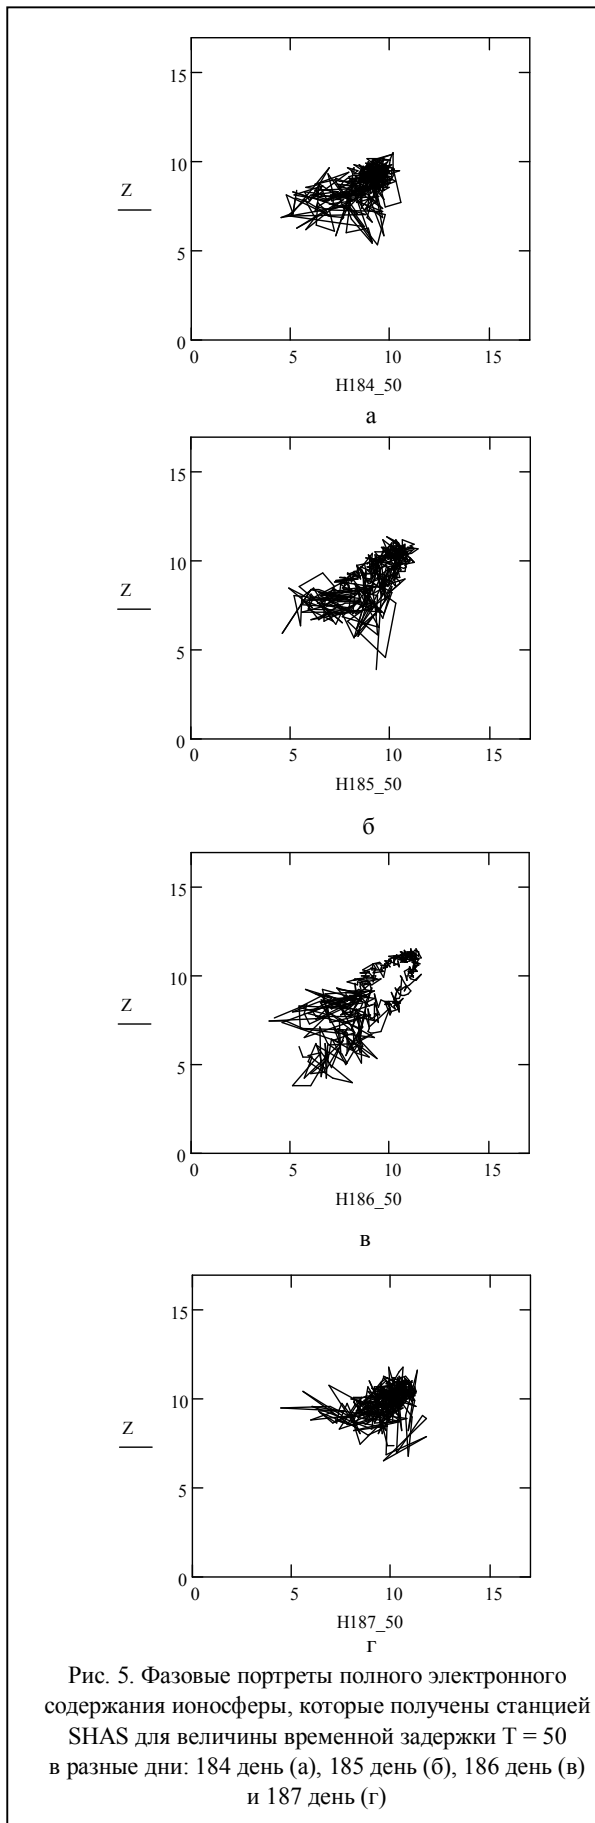 15
10
Z
5
0
0 5 10 15
H184_50
а
15
10
Z
5
0
0 5 10 15
H185_50
б
15
10
Z
5
0
0 5 10 15
H186_50
в
15
10
Z
5
0
0 5 10 15
H187_50
г
Рис. 5. Фазовые портреты полного электронного
содержания ионосферы, которые получены станцией
SHAS для величины временной задержки T = 50
в разные дни: 184 день (а), 185 день (б), 186 день (в)
и 187 день (г)